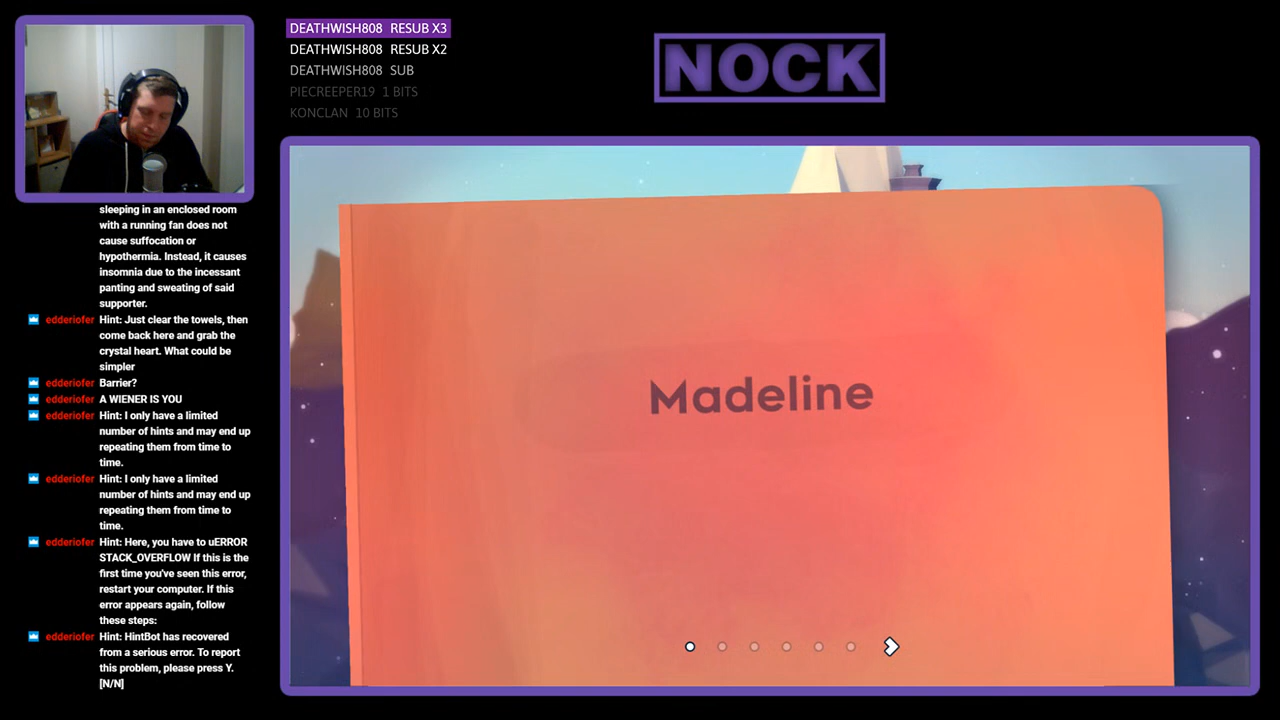 DEATHWISH808 RESUB X3
DEATHWISH808 RESUB X2
DEATHWISH808 SUB
PIECREEPER19 1 BITS
KONCLAN 10 BITS
NOCK
sleeping in an enclosed room
with a running fan does not
cause suffocation or
hypothermia. Instead, it causes
insomnia due to the incessant
panting and sweating of said
supporter.
edderiofer Hint: Just clear the towels, then
come back here and grab the
crystal heart. What could be
simpler
edderiofer Barrier?
edderiofer A WIENER IS YOU
edderiofer Hint: I only have a limited
number of hints and may end up
repeating them from time to
time.
edderiofer Hint: I only have a limited
number of hints and may end up
repeating them from time to
time.
edderiofer Hint: Here, you have to uERROR
STACK_OVERFLOW If this is the
first time you've seen this error,
restart your computer. If this
error appears again, follow
these steps:
edderiofer Hint: HintBot has recovered
from a serious error. To report
this problem, please press Y.
[N/N]
Madeline